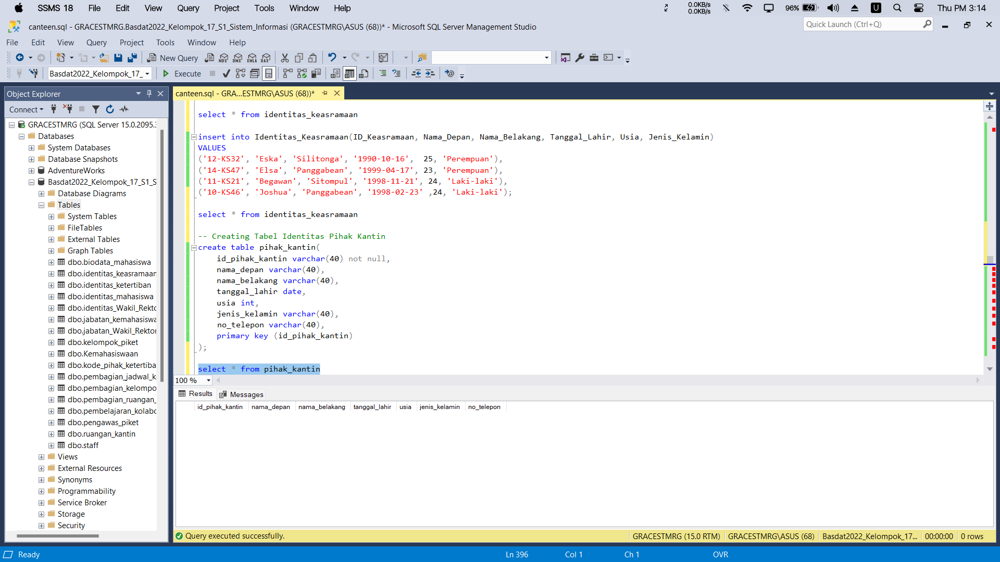 SSMS 18 File Edit View Query Project Tools Window Help 0.0KB/s 0.0KB/s 96% U Thu PM 3:14
canteen.sql - GRACESTMRG.Basdat2022_Kelompok_17_S1_Sistem_Informasi (GRACESTMRG\ASUS (68))* - Microsoft SQL Server Management Studio
Quick Launch (Ctrl+Q)
File Edit View Query Project Tools Window Help
New Query MDX DMX XMLA DAX
Basdat2022_Kelompok_17_ Execute
Object Explorer
Connect
GRACESTMRG (SQL Server 15.0.2095.3
Databases
System Databases
Database Snapshots
AdventureWorks
Basdat2022_Kelompok_17_S1_S
Database Diagrams
Tables
System Tables
FileTables
External Tables
Graph Tables
dbo.biodata_mahasiswa
dbo.identitas_keasramaan
dbo.identitas_ketertiban
dbo.identitas_mahasiswa
dbo.identitas_Wakil_Rekto
dbo.jabatan_kemahasiswa
dbo.jabatan_Wakil_Rektor
dbo.kelompok_piket
dbo.Kemahasiswaan
dbo.kode_pihak_ketertiba
dbo.pembagian_jadwal_k
dbo.pembagian_kelompo
dbo.pembagian_ruangan_
dbo.pembelajaran_kolabo
dbo.pengawas_piket
dbo.ruangan_kantin
dbo.staff
Views
External Resources
Synonyms
Programmability
Service Broker
Storage
Security
canteen.sql - GRA...ESTMRG\ASUS (68))*
select * from identitas_keasramaan
insert into Identitas_Keasramaan(ID_Keasramaan, Nama_Depan, Nama_Belakang, Tanggal_Lahir, Usia, Jenis_Kelamin)
VALUES
('12-KS32', 'Eska', 'Silitonga', '1990-10-16',  25, 'Perempuan'),
('14-KS47', 'Elsa', 'Panggabean', '1999-04-17', 23, 'Perempuan'),
('11-KS21', 'Begawan', 'Sitompul', '1998-11-21', 24, 'Laki-laki'),
('10-KS46', 'Joshua', 'Panggabean', '1998-02-23' ,24, 'Laki-laki');
select * from identitas_keasramaan
-- Creating Tabel Identitas Pihak Kantin
create table pihak_kantin(
id_pihak_kantin varchar(40) not null,
nama_depan varchar(40),
nama_belakang varchar(40),
tanggal_lahir date,
usia int,
jenis_kelamin varchar(40),
no_telepon varchar(40),
primary key (id_pihak_kantin)
);
select * from pihak_kantin
100 %
Results Messages
id_pihak_kantin nama_depan nama_belakang tanggal_lahir usia jenis_kelamin no_telepon
Query executed successfully. GRACESTMRG (15.0 RTM) GRACESTMRG\ASUS (68) Basdat2022_Kelompok_17... 00:00:00 0 rows
Ready Ln 396 Col 1 Ch 1 OVR